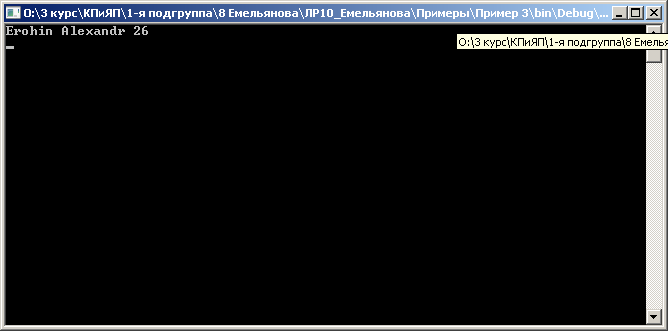 O:\3 курс\КПиЯП\1-я подгруппа\8 Емельянова\ЛР10_Емельянова\Примеры\Пример 3\bin\Debug\...
Erohin Alexandr 26
O:\3 курс\КПиЯП\1-я подгруппа\8 Емелья